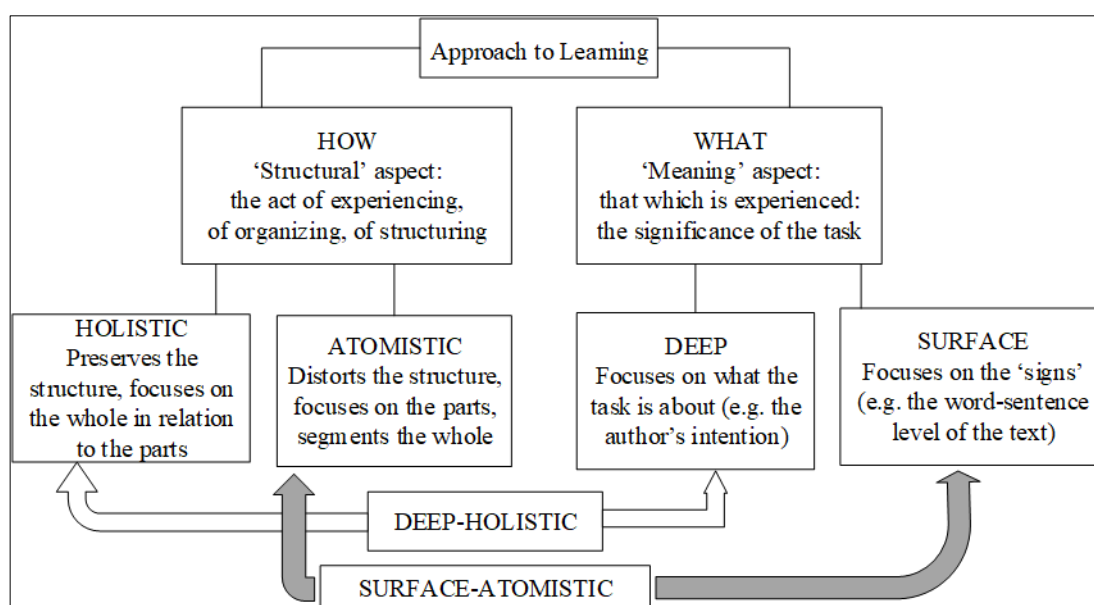 Approach to Learning
HOW
‘Structural’ aspect:
the act of experiencing,
of organizing, of structuring
WHAT
‘Meaning’ aspect:
that which is experienced:
the significance of the task
HOLISTIC
Preserves the
structure, focuses on
the whole in relation
to the parts
ATOMISTIC
Distorts the structure,
focuses on the parts,
segments the whole
DEEP
Focuses on what the
task is about (e.g. the
author’s intention)
SURFACE
Focuses on the ‘signs’
(e.g. the word-sentence
level of the text)
DEEP-HOLISTIC
SURFACE-ATOMISTIC